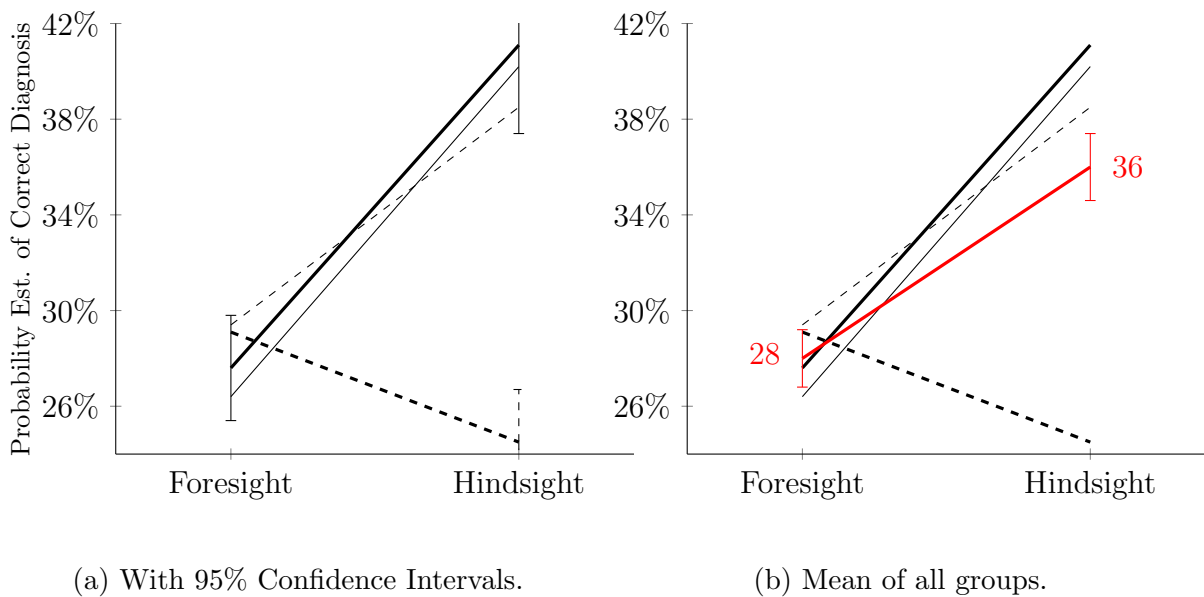 Probability Est. of Correct Diagnosis
42%
38%
34%
30%
26%
Foresight Hindsight
(a) With 95% Confidence Intervals.
42%
38%
34%
30%
26%
36
28
Foresight Hindsight
(b) Mean of all groups.